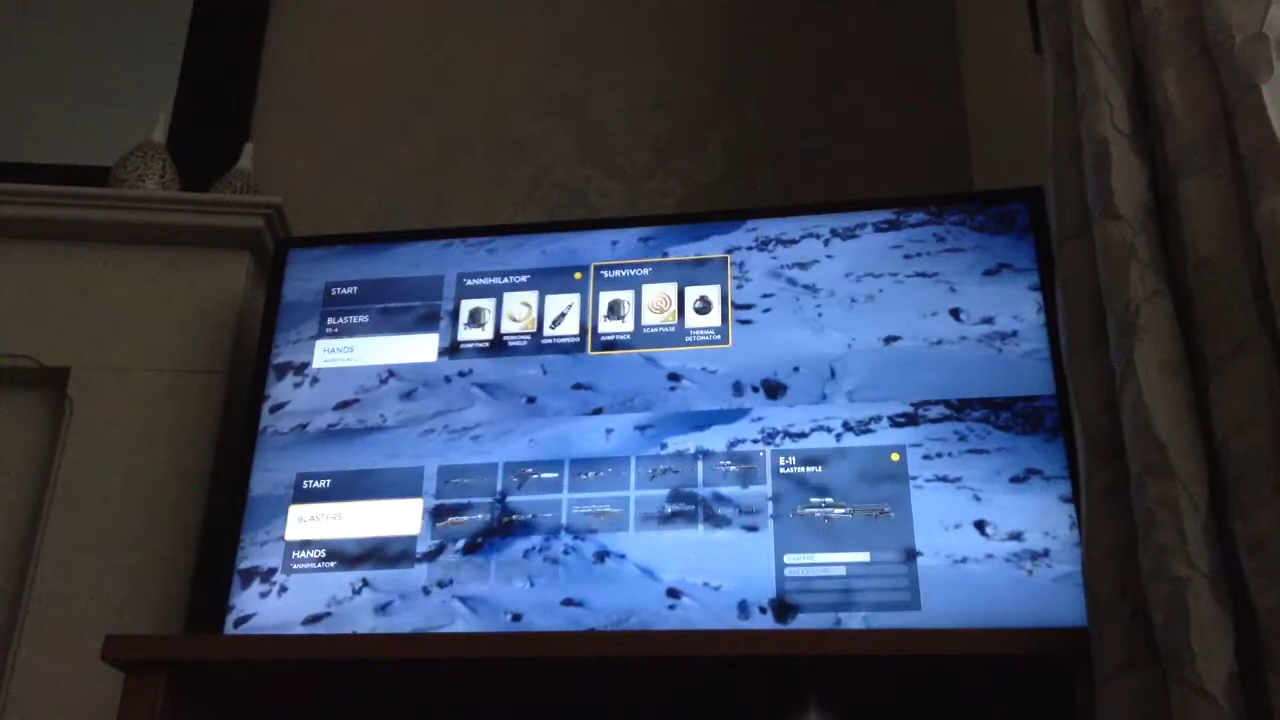 START
BLASTERS
HANDS
"ANNIHILATOR"
JUMP PACK
PERSONAL
SHIELD
ION TORPEDO
"SURVIVOR"
JUMP PACK
SCAN PULSE
THERMAL
DETONATOR
START
BLASTERS
HANDS
"ANNIHILATOR"
E-11
BLASTER RIFLE
DAMAGE